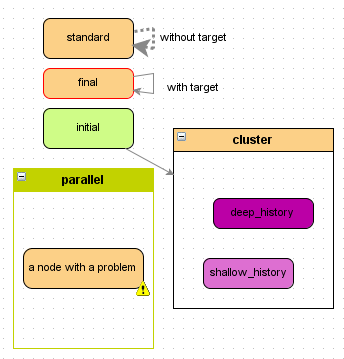 standard
without target
final
with target
initial
cluster
parallel
deep_history
a node with a problem
shallow_history